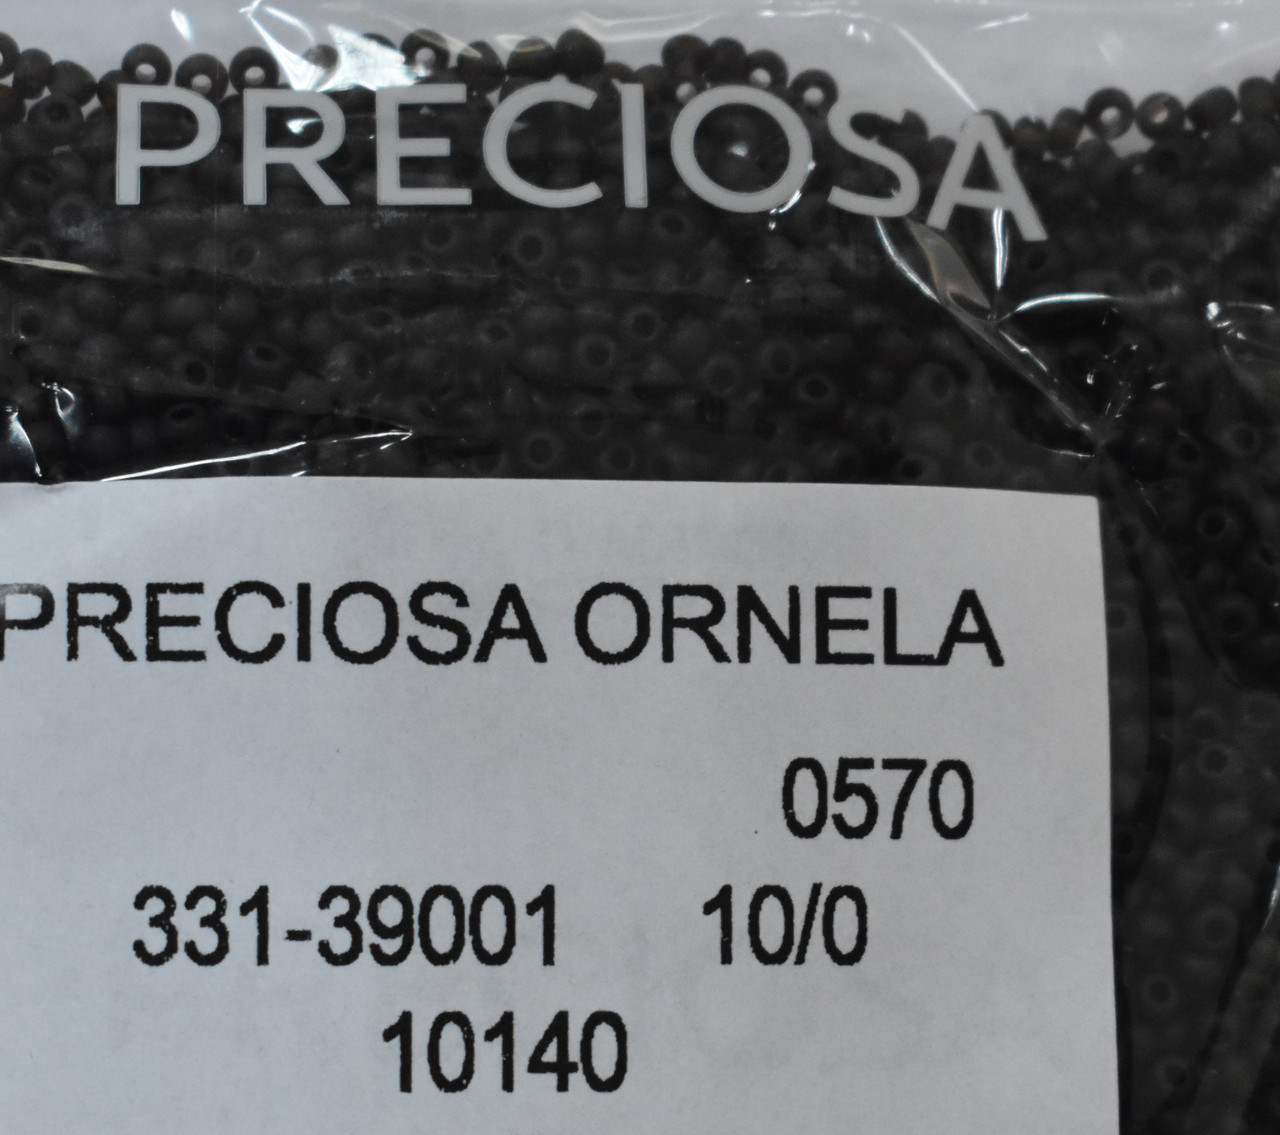 PRECIOSA
PRECIOSA ORNELA
0570
331-39001 10/0
10140